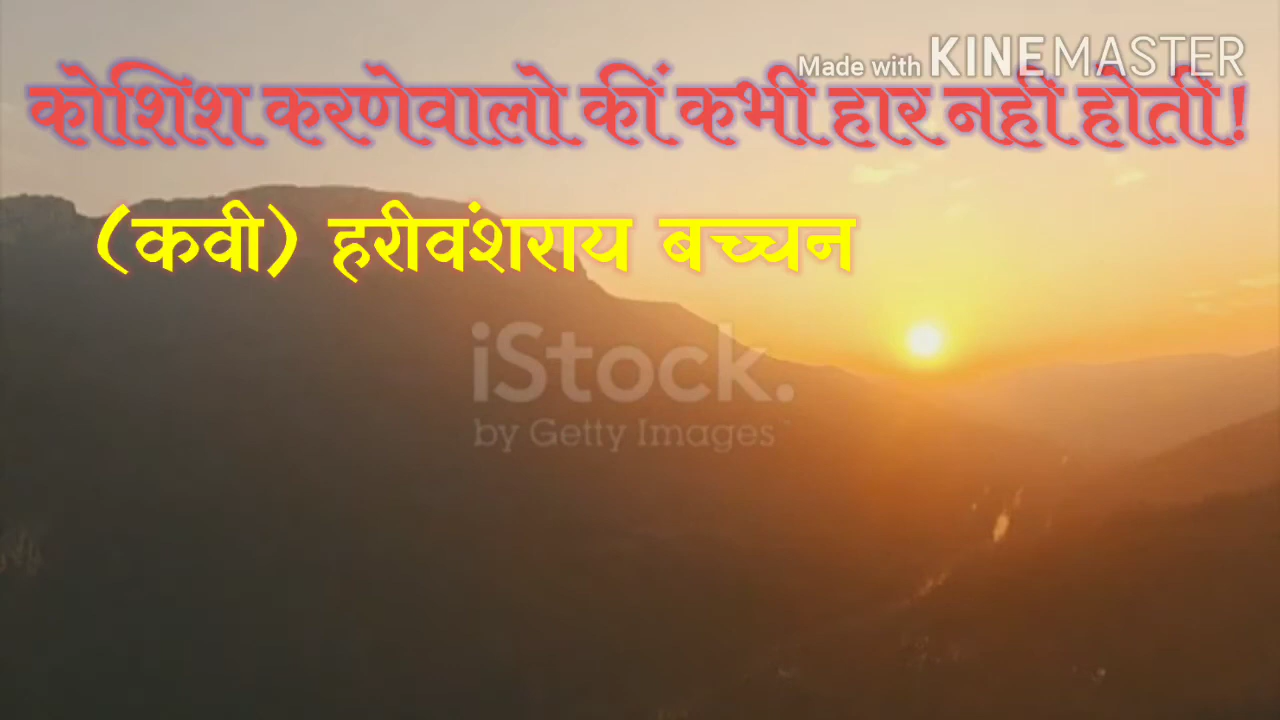 Made with KINEMASTER
कोशिश करणेवालो कीं कभी हार नही होती!
(कवी) हरीवंशराय बच्चन
iStock.
by Getty Images